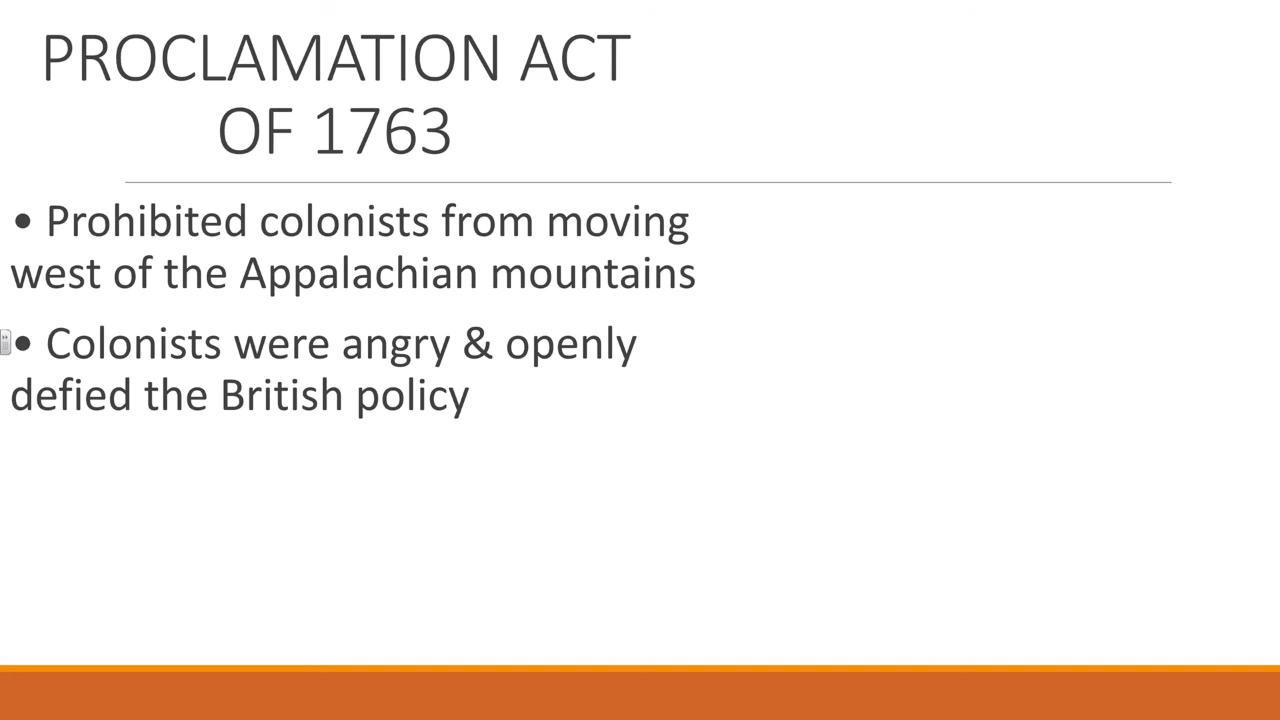 PROCLAMATION ACT
OF 1763
• Prohibited colonists from moving
west of the Appalachian mountains
• Colonists were angry & openly
defied the British policy